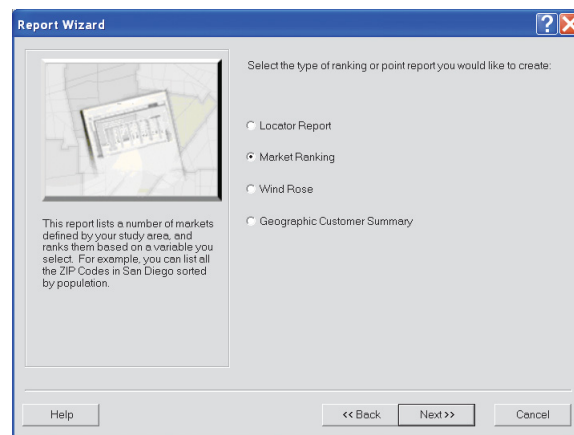 Report Wizard
Select the type of ranking or point report you would like to create:
Locator Report
Market Ranking
Wind Rose
Geographic Customer Summary
This report lists a number of markets
defined by your study area, and
ranks them based on a variable you
select. For example, you can list all
the ZIP Codes in San Diego sorted
by population.
Help
<< Back
Next >>
Cancel